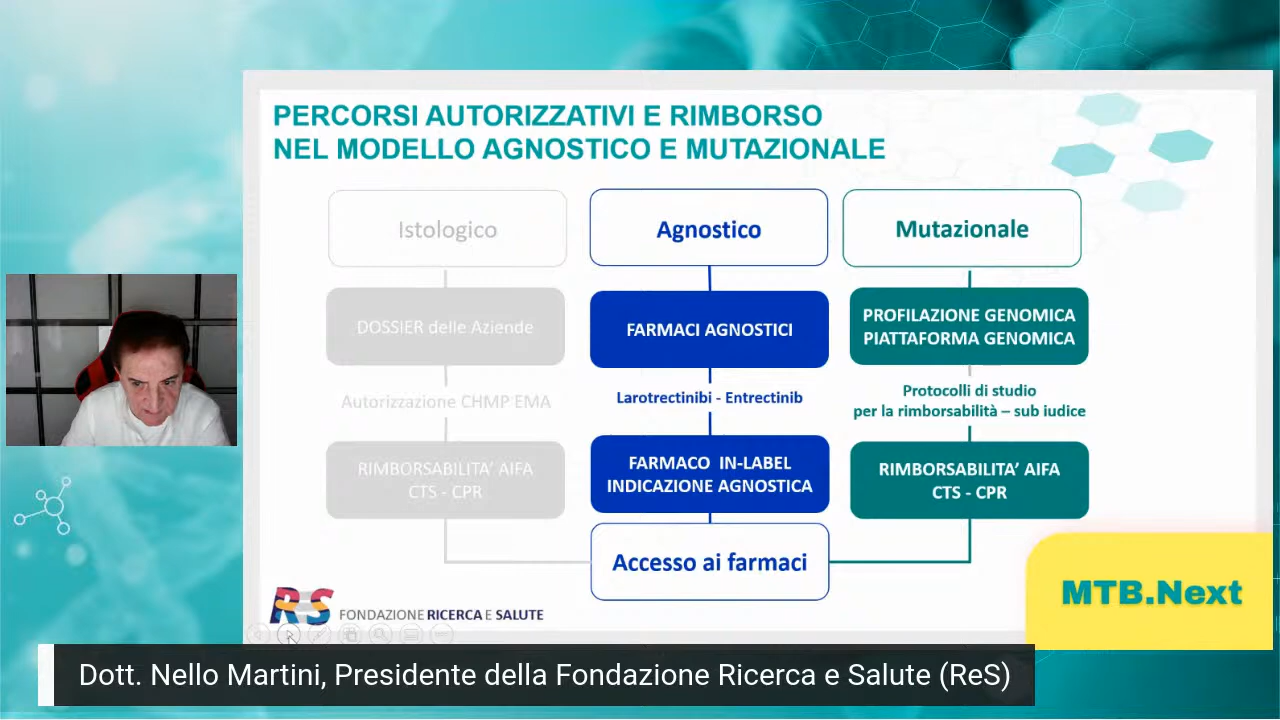 PERCORSI AUTORIZZATIVI E RIMBORSO
NEL MODELLO AGNOSTICO E MUTAZIONALE
Istologico
Agnostico
Mutazionale
DOSSIER delle Aziende
FARMACI AGNOSTICI
PROFILAZIONE GENOMICA
PIATTAFORMA GENOMICA
Autorizzazione CHMP EMA
Larotrectinibi - Entrectinib
Protocolli di studio
per la rimborsabilità – sub iudice
RIMBORSABILITA’ AIFA
CTS - CPR
FARMACO IN-LABEL
INDICAZIONE AGNOSTICA
RIMBORSABILITA’ AIFA
CTS - CPR
Accesso ai farmaci
MTB.Next
ReS FONDAZIONE RICERCA E SALUTE
Dott. Nello Martini, Presidente della Fondazione Ricerca e Salute (ReS)